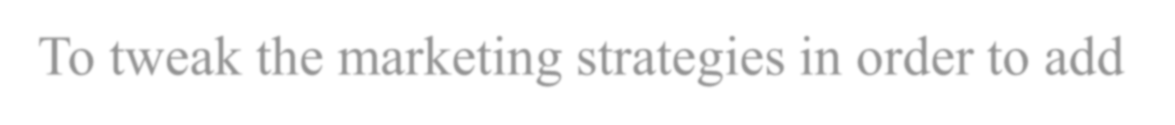 To tweak the marketing strategies in order to add